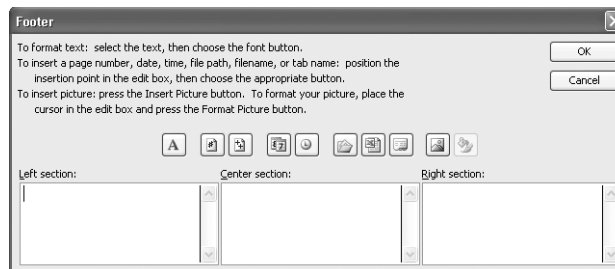 Footer
To format text: select the text, then choose the font button.
To insert a page number, date, time, file path, filename, or tab name: position the
insertion point in the edit box, then choose the appropriate button.
To insert picture: press the Insert Picture button. To format your picture, place the
cursor in the edit box and press the Format Picture button.
OK
Cancel
A
Left section:
Center section:
Right section: